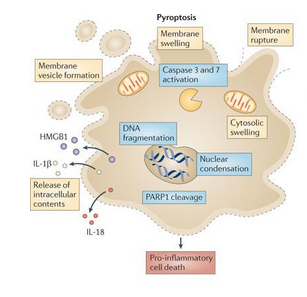 Pyroptosis
Membrane
swelling
Membrane
rupture
Membrane
vesicle formation
Caspase 3 and 7
activation
Cytosolic
swelling
DNA
fragmentation
HMGB1
IL-1β
Nuclear
condensation
Release of
intracellular
contents
PARP1 cleavage
IL-18
Pro-inflammatory
cell death